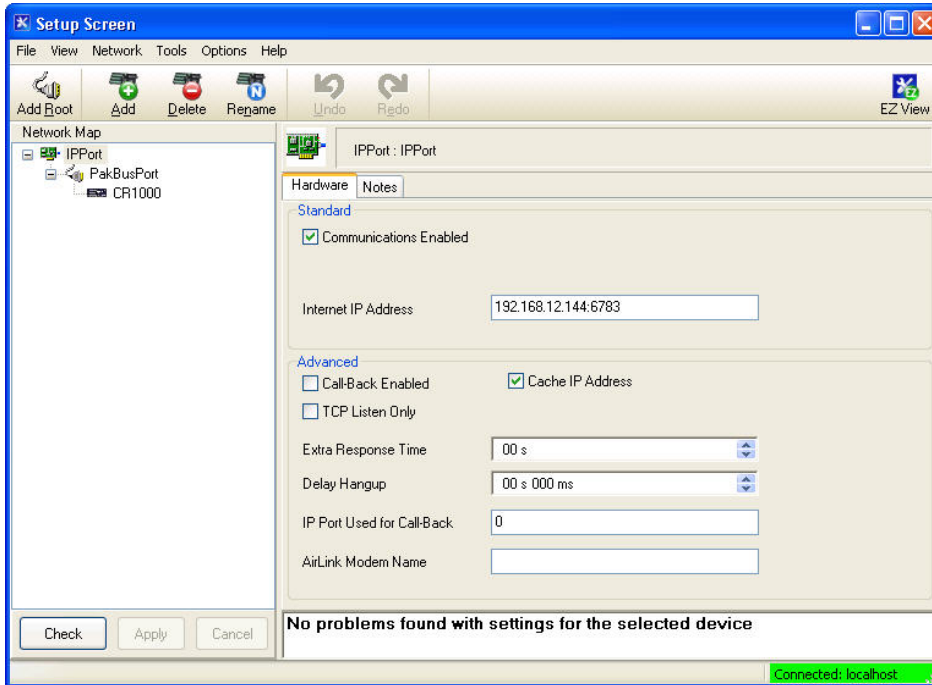 Setup Screen
File View Network Tools Options Help
Add Root Add Delete Rename Undo Redo EZ View
Network Map
IPPort
PakBusPort
CR1000
IPPort : IPPort
Hardware Notes
Standard
Communications Enabled
Internet IP Address 192.168.12.144:6783
Advanced
Call-Back Enabled Cache IP Address
TCP Listen Only
Extra Response Time 00 s
Delay Hangup 00 s 000 ms
IP Port Used for Call-Back 0
AirLink Modem Name
Check Apply Cancel
No problems found with settings for the selected device
Connected: localhost